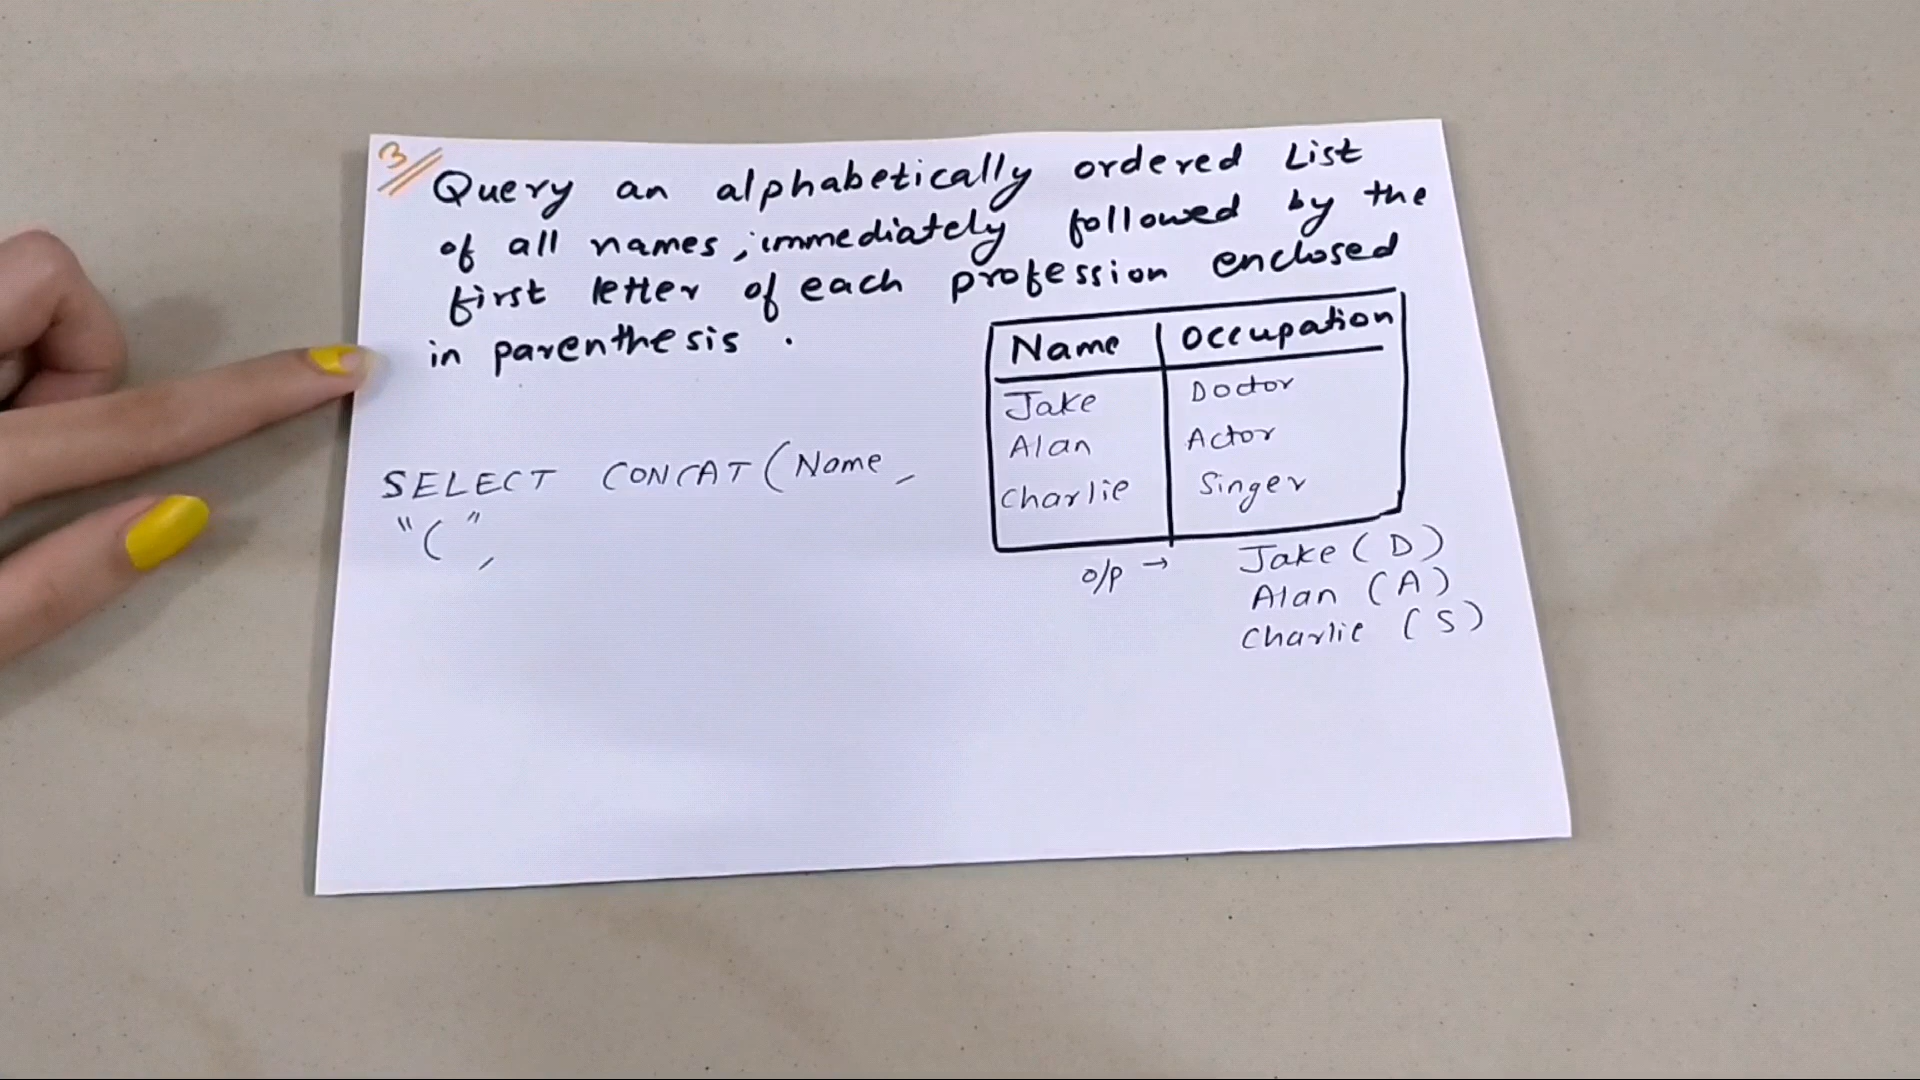 3
Query an alphabetically ordered List
of all names, immediately followed by the
first letter of each profession enclosed
in parenthesis .
Name Occupation
Jake Doctor
Alan Actor
Charlie Singer
SELECT CONCAT(Name,
"(",
O/P → Jake (D)
Alan (A)
Charlie (S)